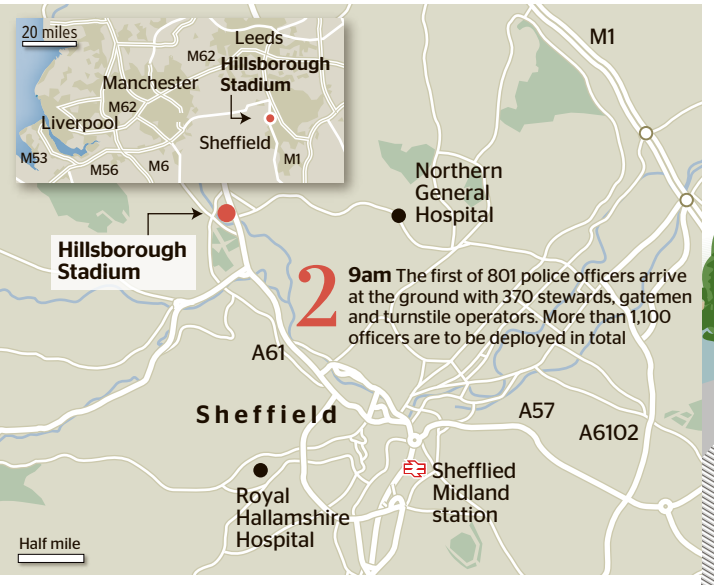 20 miles
Leeds
M62
Hillsborough
Stadium
Manchester
M62
Liverpool
Sheffield
M53
M56
M6
M1
M1
Northern
General
Hospital
Hillsborough
Stadium
2
9am The first of 801 police officers arrive
at the ground with 370 stewards, gatemen
and turnstile operators. More than 1,100
officers are to be deployed in total
A61
Sheffield
A57
A6102
Shefflied
Midland
station
Royal
Hallamshire
Hospital
Half mile